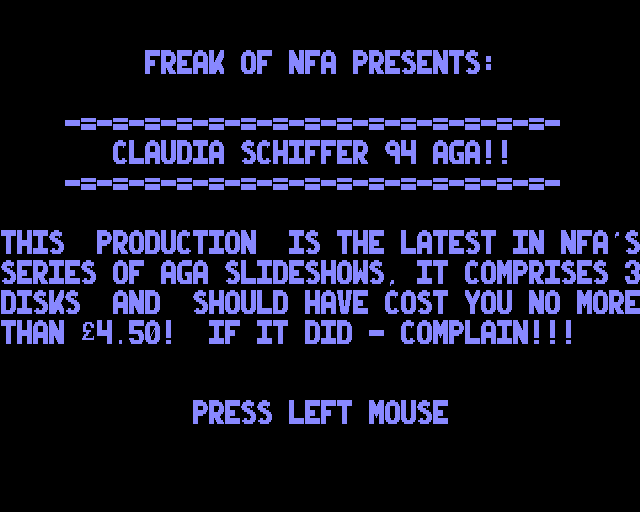 FREAK OF NFA PRESENTS:
-=-=-=-=-=-=-=-=-=-=-=-=-=-=-=-
CLAUDIA SCHIFFER 94 AGA!!
-=-=-=-=-=-=-=-=-=-=-=-=-=-=-=-
THIS  PRODUCTION  IS THE LATEST IN NFA'S
SERIES OF AGA SLIDESHOWS. IT COMPRISES 3
DISKS  AND  SHOULD HAVE COST YOU NO MORE
THAN £4.50!  IF IT DID - COMPLAIN!!!
PRESS LEFT MOUSE